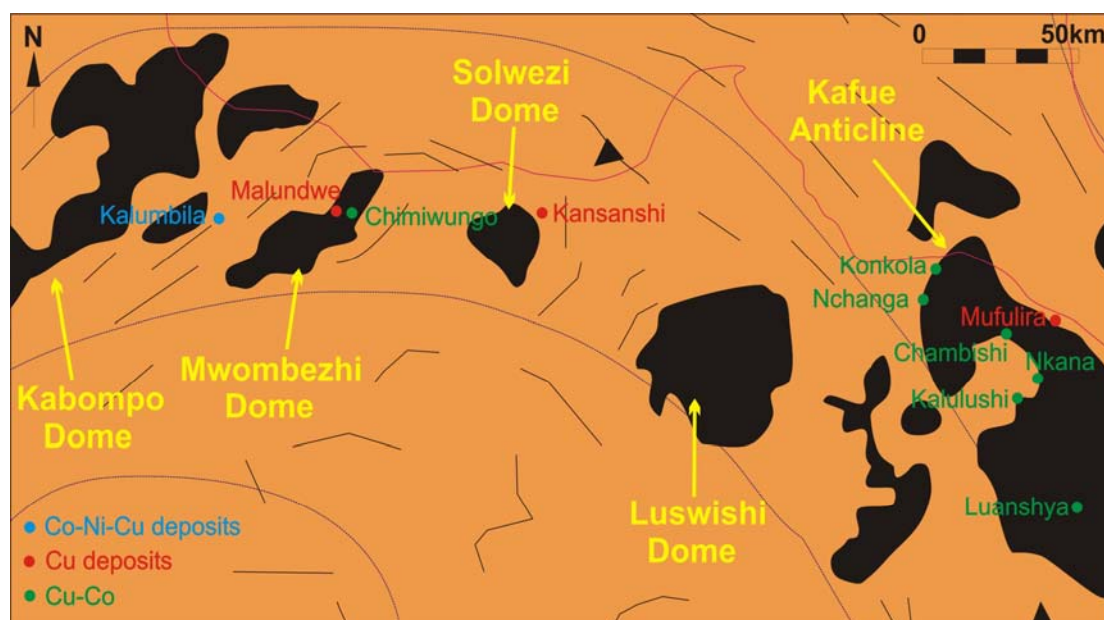 N
0 50km
Solwezi
Dome
Kafue
Anticline
Malundwe
Kalumbila
Chimiwungo
Kansanshi
Konkola
Nchanga
Mufulira
Chambishi
Nkana
Kalulushi
Mwombezhi
Dome
Kabompo
Dome
Luswishi
Dome
Luanshya
Co-Ni-Cu deposits
Cu deposits
Cu-Co